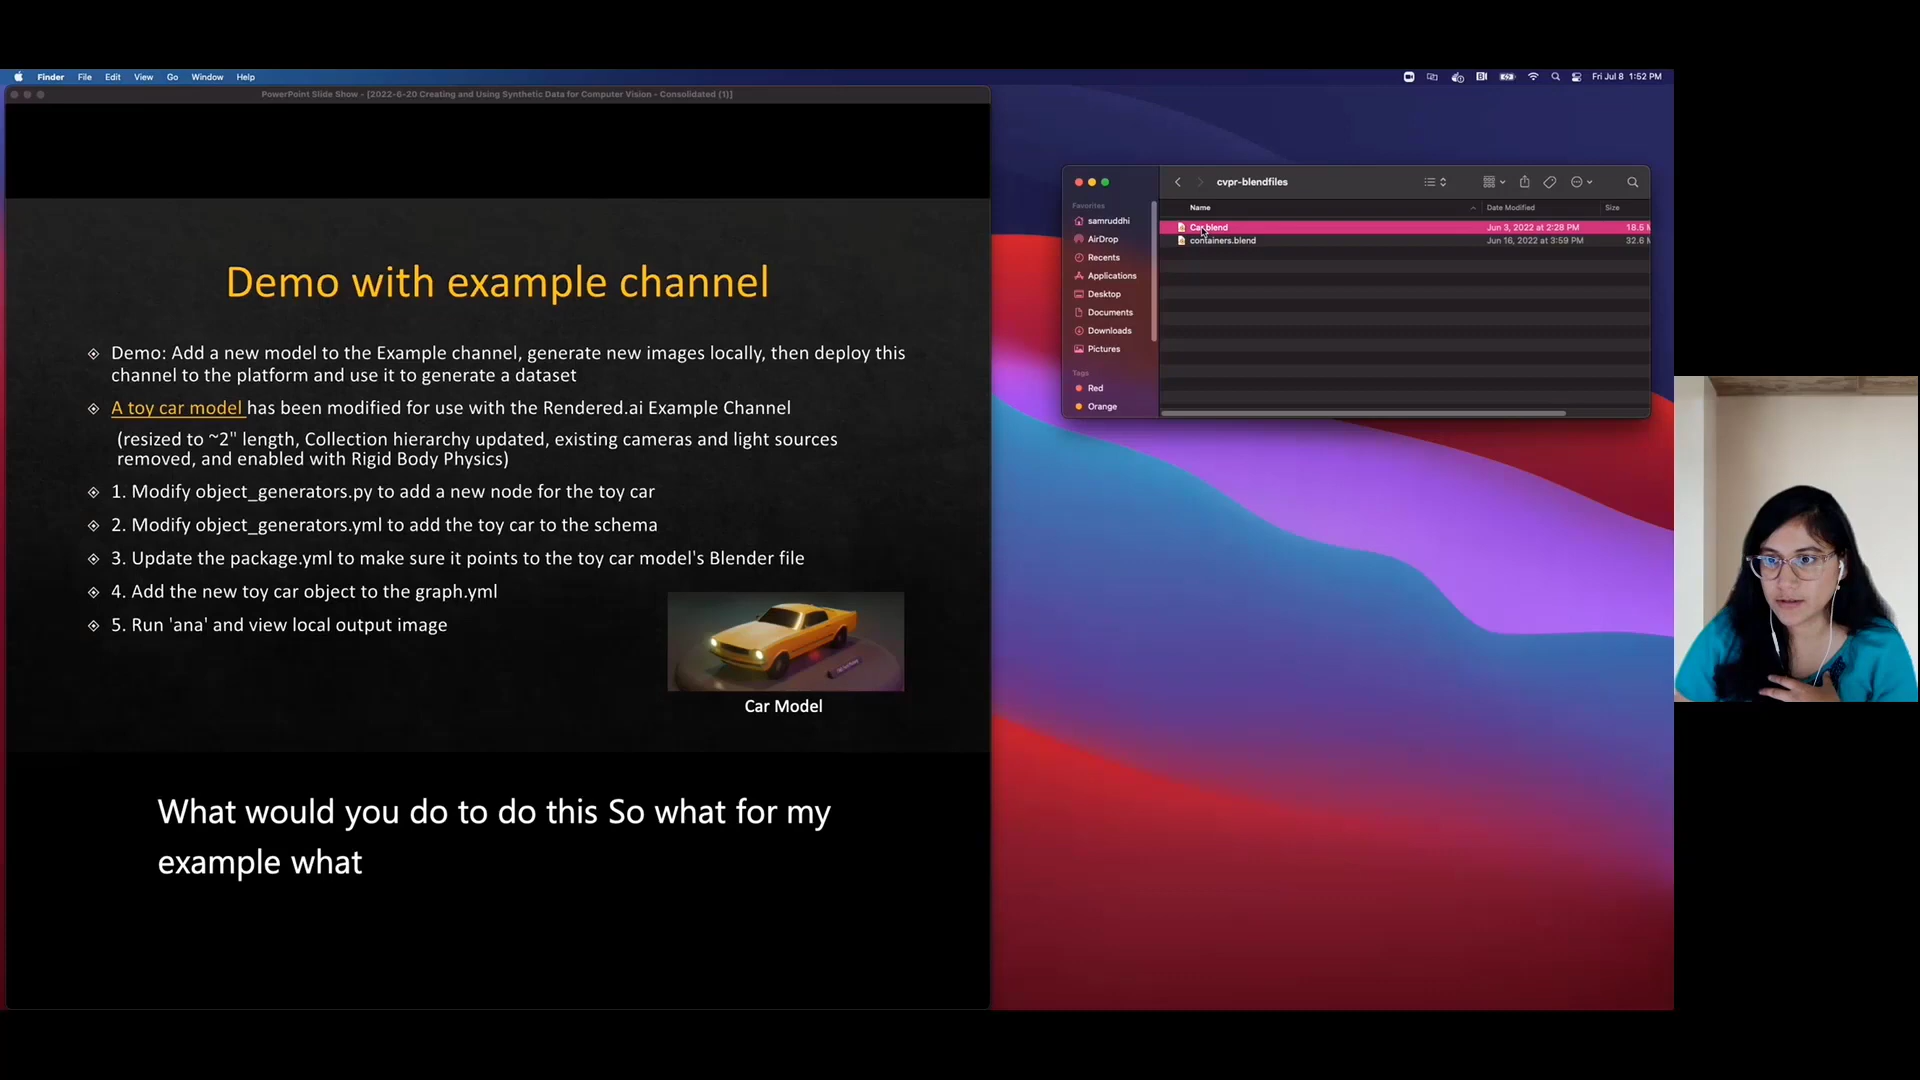 Finder File Edit View Go Window Help
Fri Jul 8 1:52 PM
PowerPoint Slide Show - [2022-6-20 Creating and Using Synthetic Data for Computer Vision - Consolidated (1)]
Demo with example channel
Demo: Add a new model to the Example channel, generate new images locally, then deploy this
channel to the platform and use it to generate a dataset
A toy car model has been modified for use with the Rendered.ai Example Channel
(resized to ~2" length, Collection hierarchy updated, existing cameras and light sources
removed, and enabled with Rigid Body Physics)
1. Modify object_generators.py to add a new node for the toy car
2. Modify object_generators.yml to add the toy car to the schema
3. Update the package.yml to make sure it points to the toy car model's Blender file
4. Add the new toy car object to the graph.yml
5. Run 'ana' and view local output image
Car Model
What would you do to do this So what for my
example what
cvpr-blendfiles
Favorites
samruddhi
AirDrop
Recents
Applications
Desktop
Documents
Downloads
Pictures
Tags
Red
Orange
Name Date Modified Size
Car.blend Jun 3, 2022 at 2:28 PM 18.5 M
containers.blend Jun 16, 2022 at 3:59 PM 32.6 M